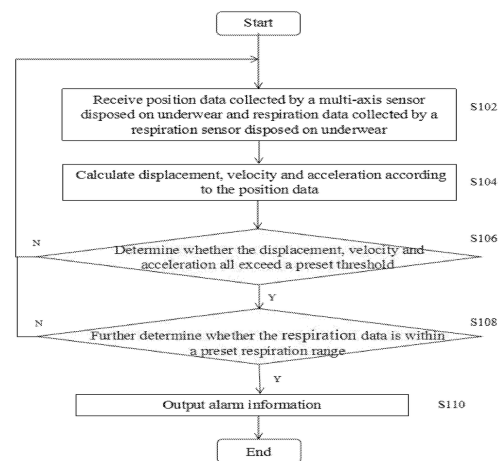 Start
Receive position data collected by a multi-axis sensor
disposed on underwear and respiration data collected by a
respiration sensor disposed on underwear
S102
Calculate displacement, velocity and acceleration according
to the position data
S104
N
Determine whether the displacement, velocity and
acceleration all exceed a preset threshold
S106
Y
N
Further determine whether the respiration data is within
a preset respiration range
S108
Y
Output alarm information
S110
End